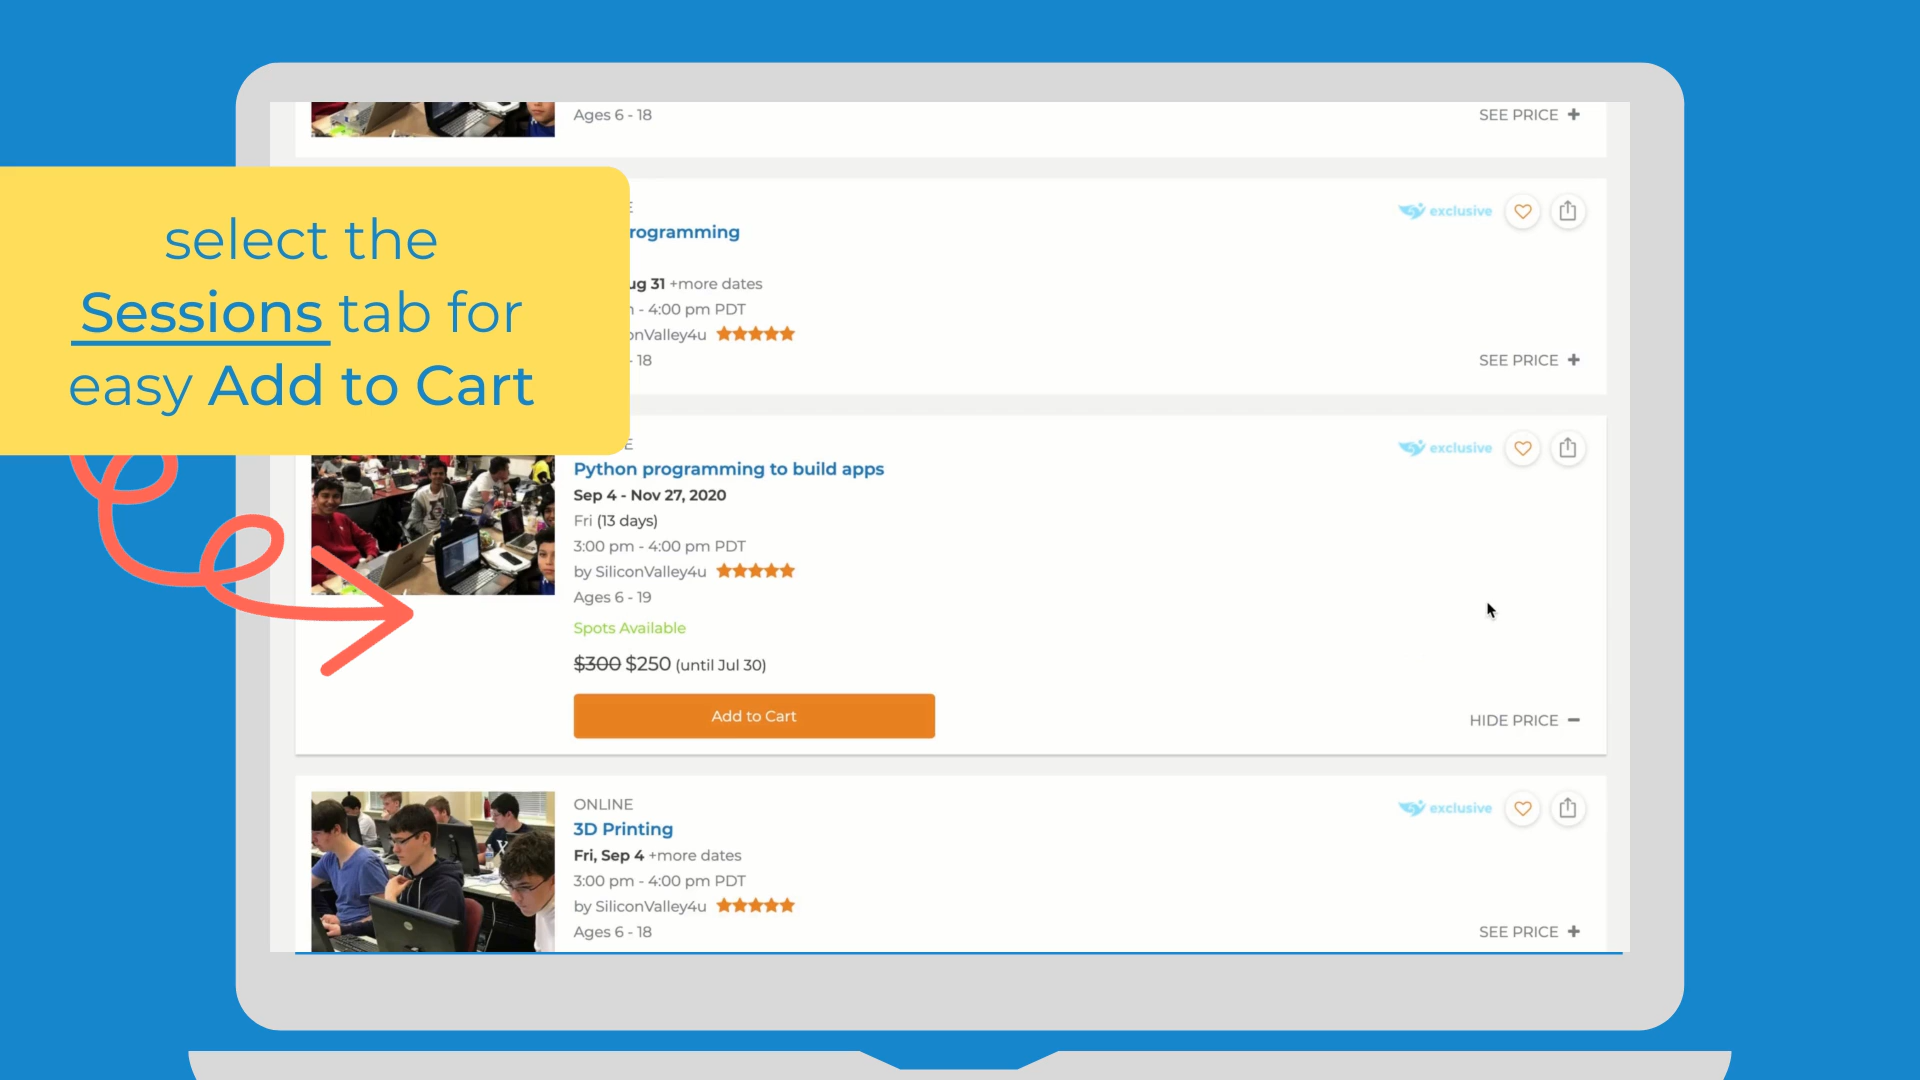 Ages 6 - 18
SEE PRICE +
select the
Sessions tab for
easy Add to Cart
exclusive
rogramming
ug 31 +more dates
- 4:00 pm PDT
onValley4u
- 18
SEE PRICE +
exclusive
Python programming to build apps
Sep 4 - Nov 27, 2020
Fri (13 days)
3:00 pm - 4:00 pm PDT
by SiliconValley4u
Ages 6 - 19
Spots Available
$300 $250 (until Jul 30)
Add to Cart
HIDE PRICE −
ONLINE
exclusive
3D Printing
Fri, Sep 4 +more dates
3:00 pm - 4:00 pm PDT
by SiliconValley4u
Ages 6 - 18
SEE PRICE +